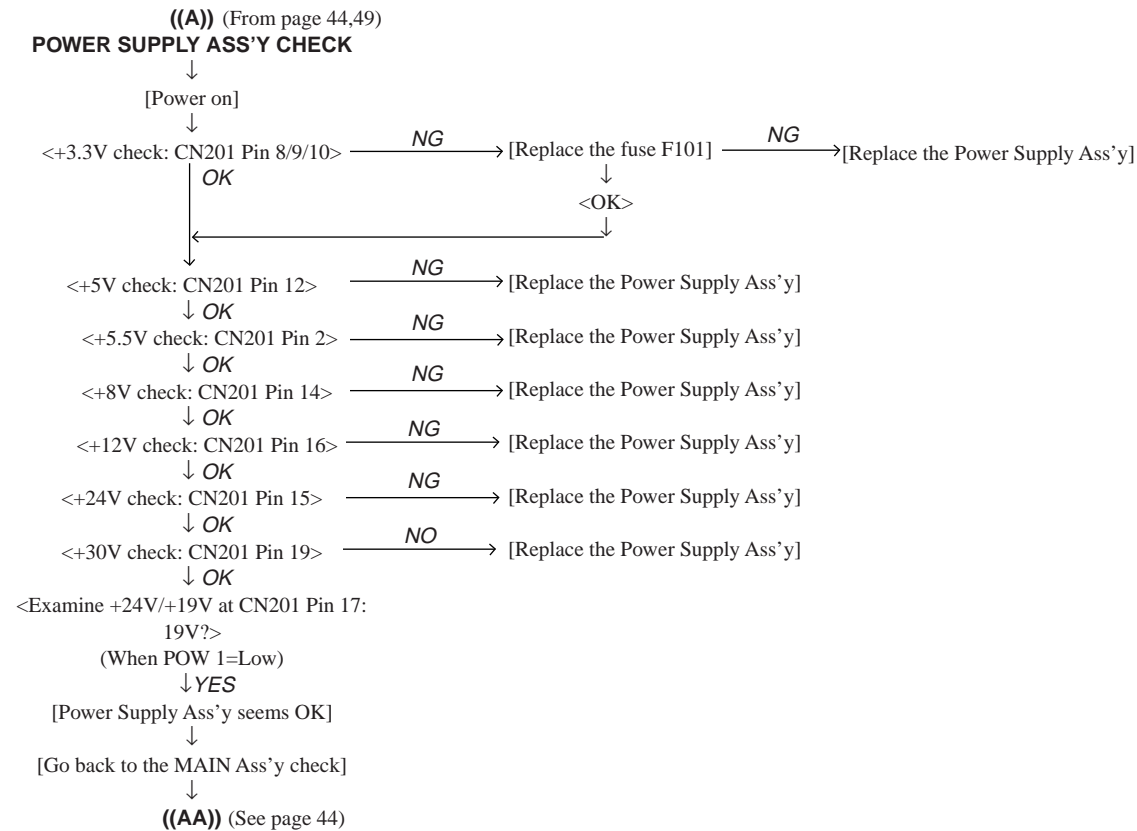 ((A)) (From page 44,49)
POWER SUPPLY ASS'Y CHECK
↓
[Power on]
↓
<+3.3V check: CN201 Pin 8/9/10> NG [Replace the fuse F101] NG [Replace the Power Supply Ass'y]
OK ↓
<OK>
↓
<+5V check: CN201 Pin 12> NG [Replace the Power Supply Ass'y]
↓ OK
<+5.5V check: CN201 Pin 2> NG [Replace the Power Supply Ass'y]
↓ OK
<+8V check: CN201 Pin 14> NG [Replace the Power Supply Ass'y]
↓ OK
<+12V check: CN201 Pin 16> NG [Replace the Power Supply Ass'y]
↓ OK
<+24V check: CN201 Pin 15> NG [Replace the Power Supply Ass'y]
↓ OK
<+30V check: CN201 Pin 19> NO [Replace the Power Supply Ass'y]
↓ OK
<Examine +24V/+19V at CN201 Pin 17:
19V?>
(When POW 1=Low)
↓ YES
[Power Supply Ass'y seems OK]
↓
[Go back to the MAIN Ass'y check]
↓
((AA)) (See page 44)